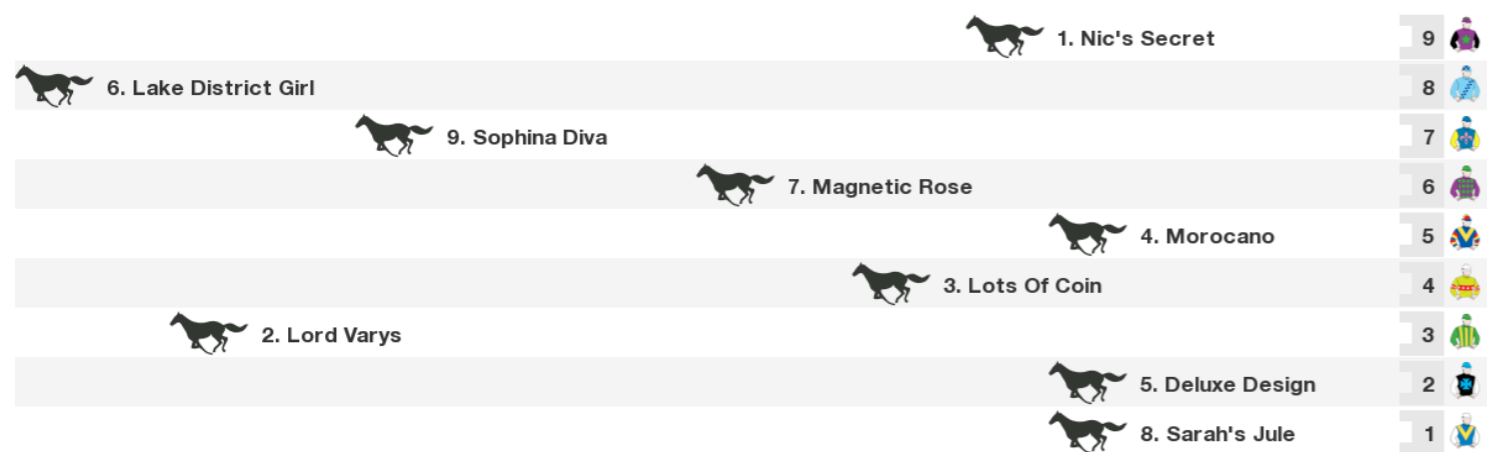 1. Nic's Secret 9
6. Lake District Girl 8
9. Sophina Diva 7
7. Magnetic Rose 6
4. Morocano 5
3. Lots Of Coin 4
2. Lord Varys 3
5. Deluxe Design 2
8. Sarah's Jule 1